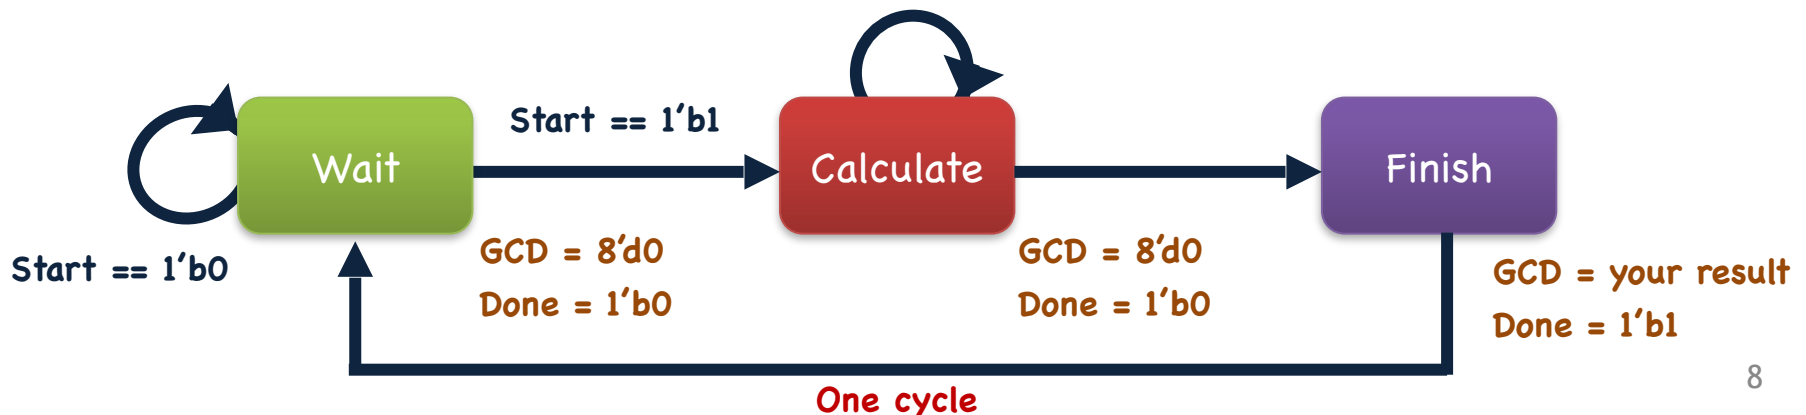 Start == 1'b0
Wait
Start == 1'b1
GCD = 8'd0
Done = 1'b0
Calculate
GCD = 8'd0
Done = 1'b0
Finish
GCD = your result
Done = 1'b1
One cycle
8